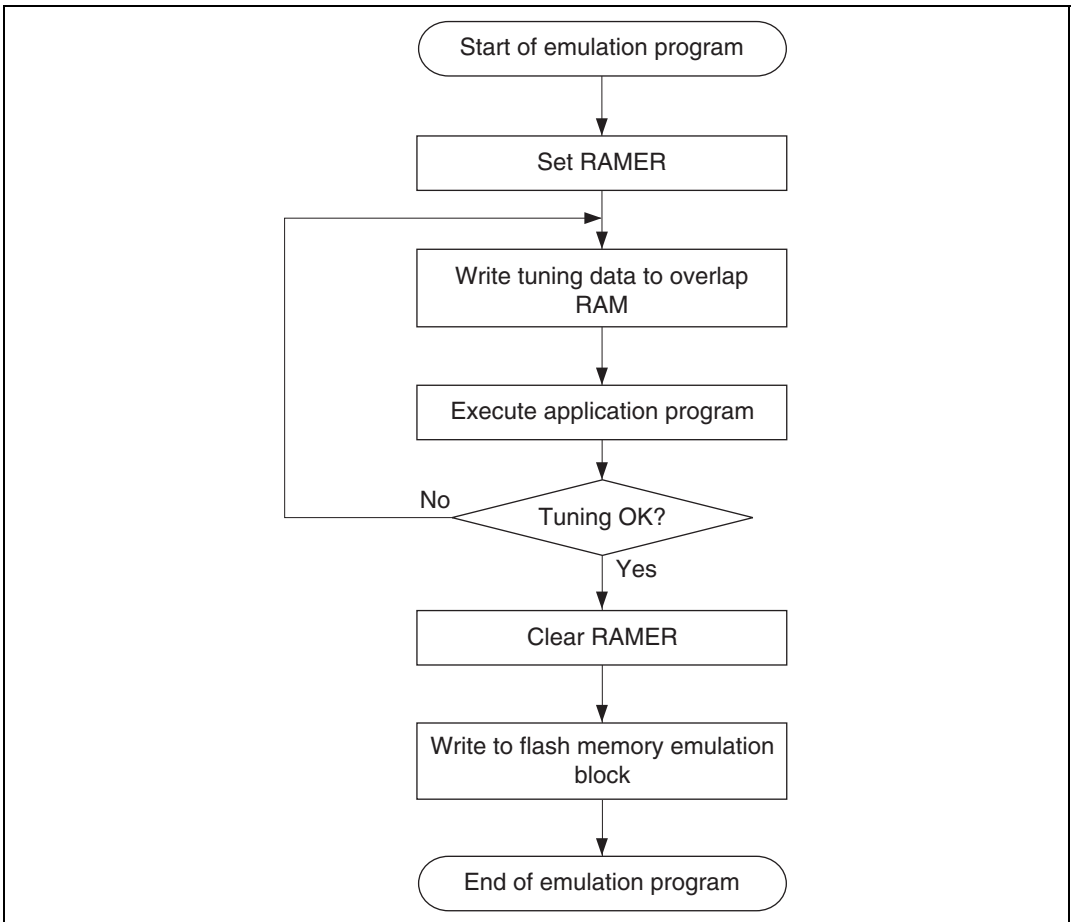 Start of emulation program
Set RAMER
Write tuning data to overlap
RAM
Execute application program
No
Tuning OK?
Yes
Clear RAMER
Write to flash memory emulation
block
End of emulation program